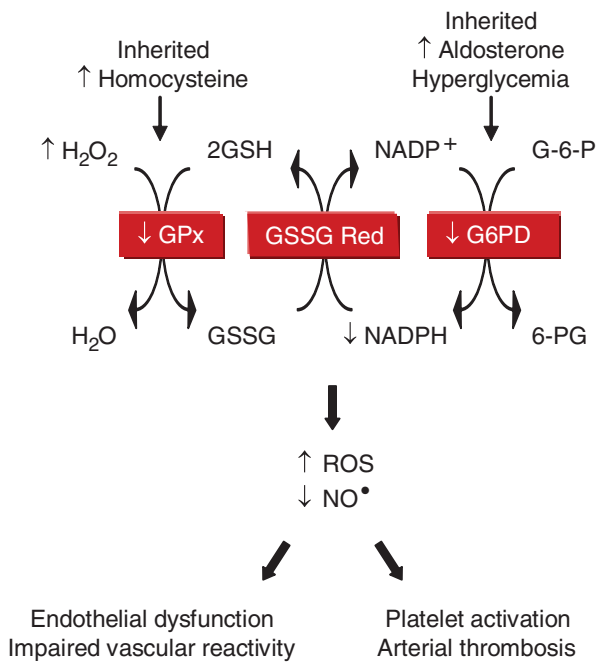 Inherited
↑ Homocysteine
Inherited
↑ Aldosterone
Hyperglycemia
↑ H₂O₂ 2GSH NADP⁺ G-6-P
↓ GPx GSSG Red ↓ G6PD
H₂O GSSG ↓ NADPH 6-PG
↑ ROS
↓ NO•
Endothelial dysfunction
Impaired vascular reactivity
Platelet activation
Arterial thrombosis